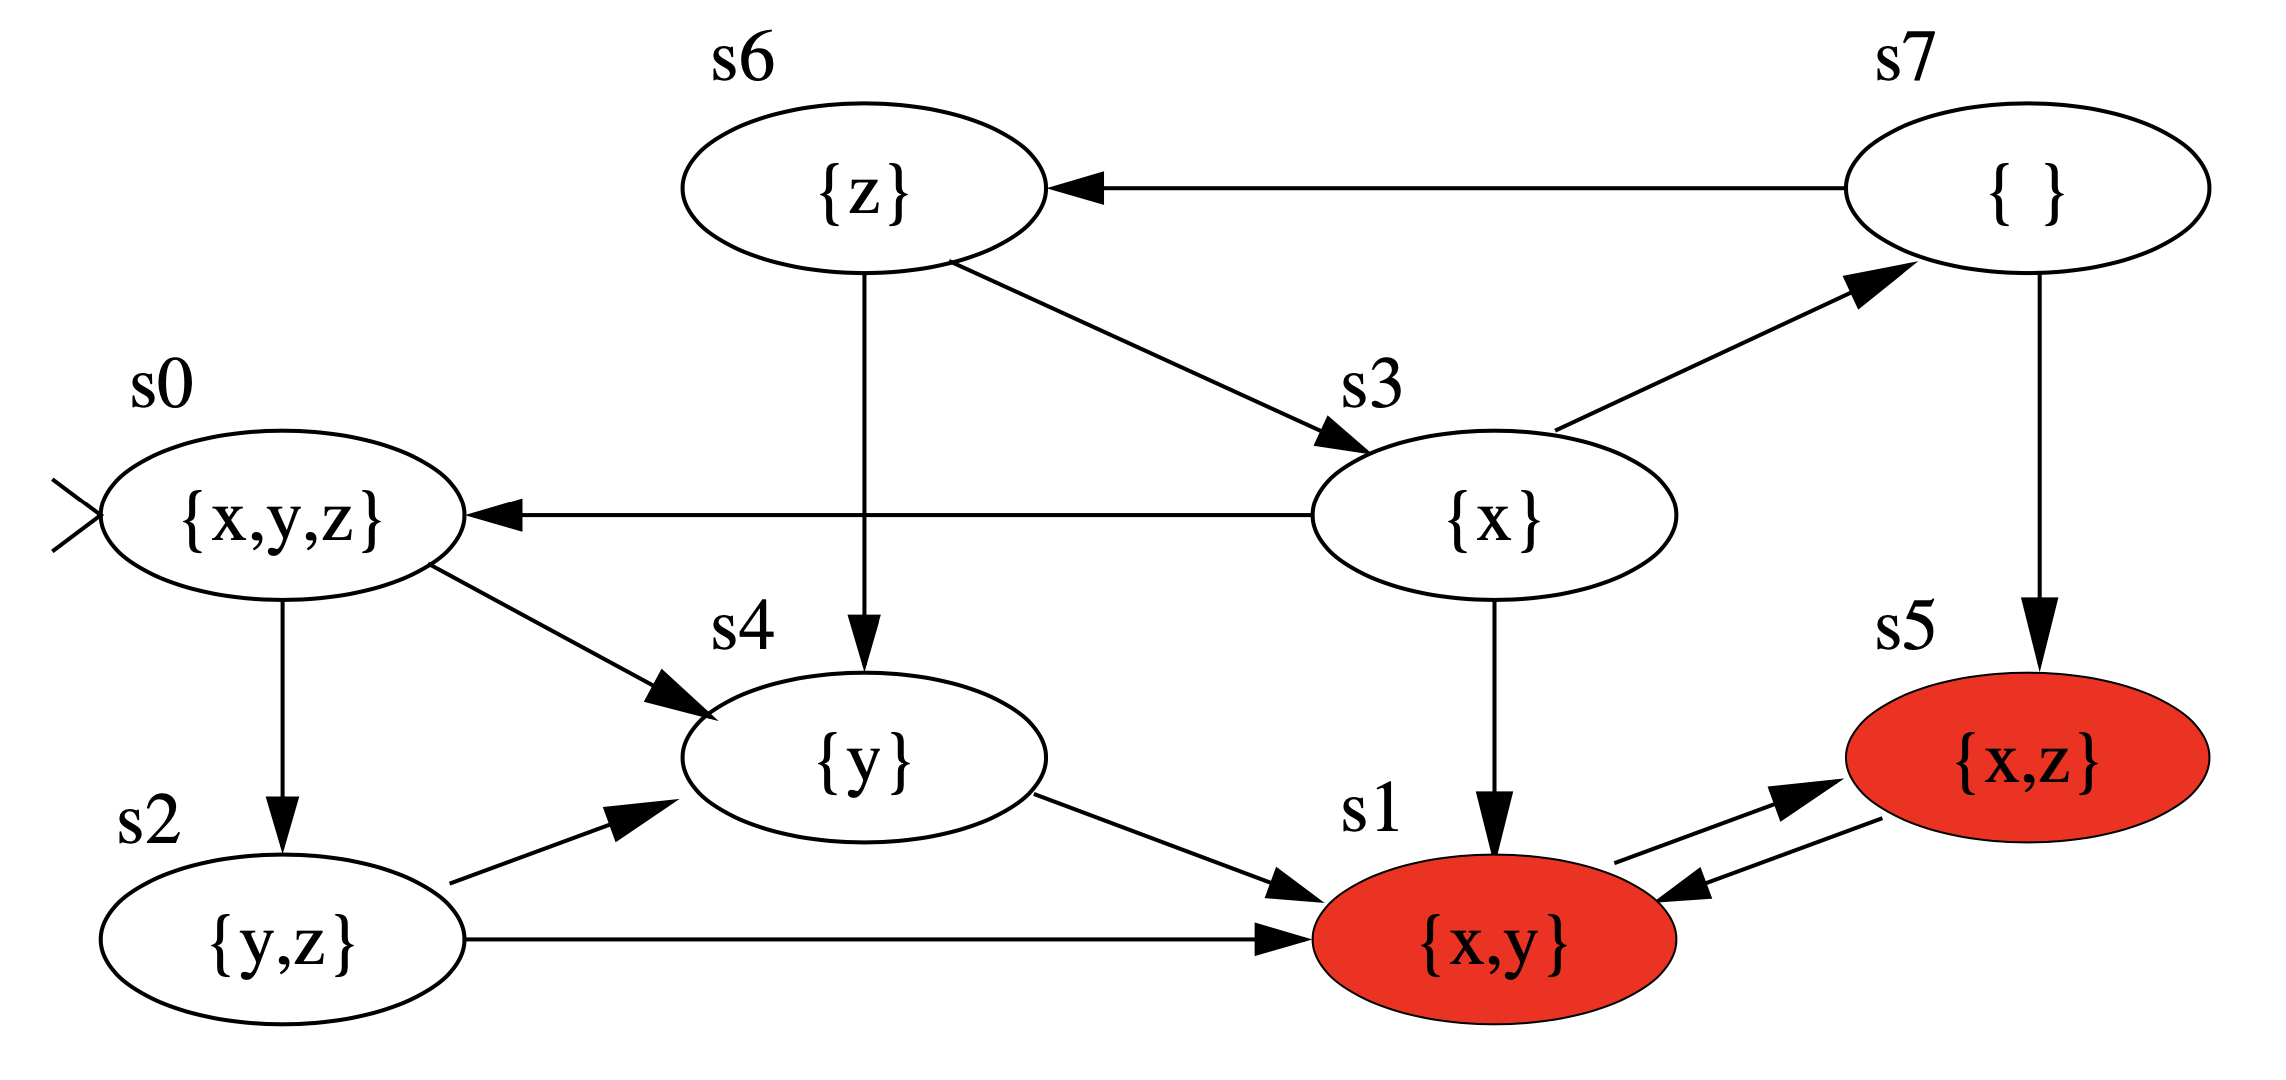 s6
s7
{z}
{ }
s0
s3
{x,y,z}
{x}
s4
s5
{y}
{x,z}
s2
s1
{y,z}
{x,y}